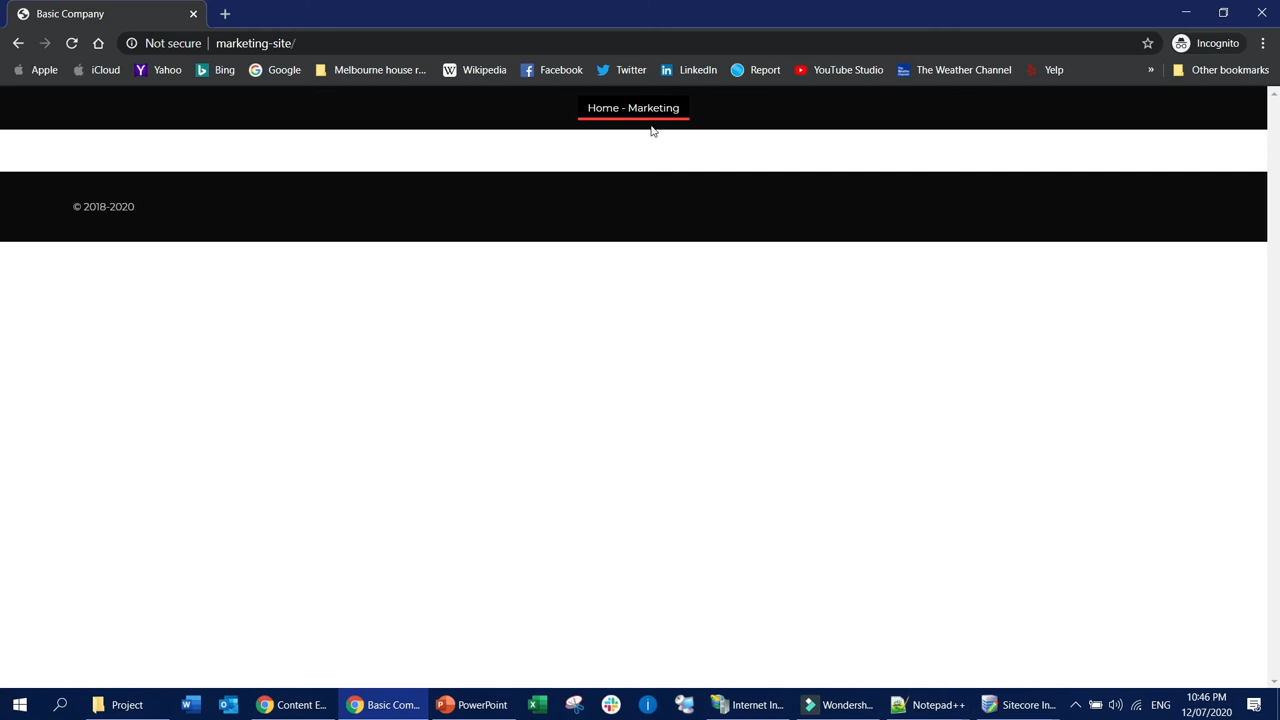 Basic Company
Not secure
marketing-site/
Incognito
Apple
iCloud
Yahoo
Bing
Google
Melbourne house r...
Wikipedia
Facebook
Twitter
LinkedIn
Report
YouTube Studio
The Weather Channel
Yelp
»
Other bookmarks
Home - Marketing
© 2018-2020
Project
Content E...
Basic Com...
PowerPoint
Internet In...
Wondersh...
Notepad++
Sitecore In...
ENG
10:46 PM
12/07/2020